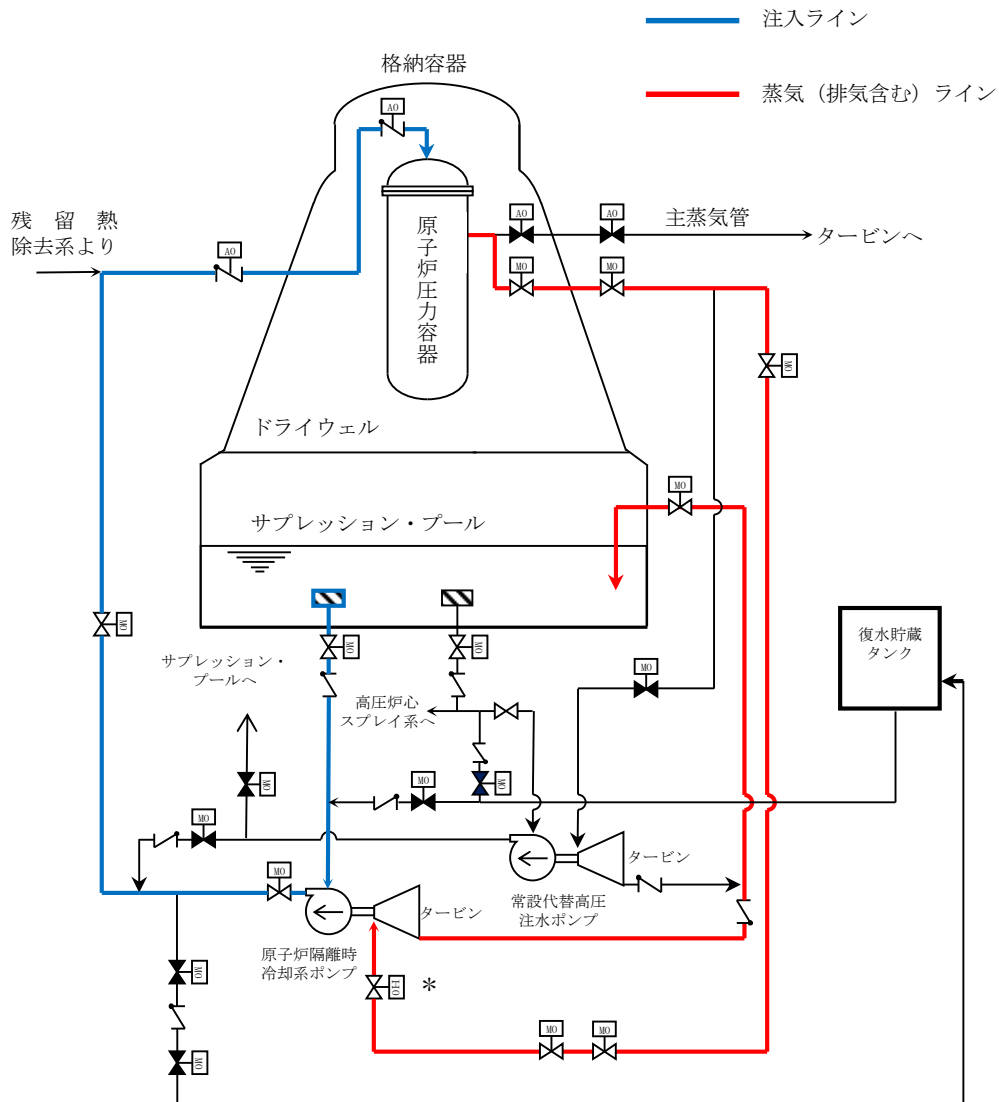 注入ライン
格納容器
蒸気（排気含む）ライン
AO
残留熱
除去系より
AO
原子炉圧力容器
AO
AO
主蒸気管
タービンへ
MO
MO
MO
ドライウェル
MO
サプレッション・プール
MO
MO
MO
復水貯蔵
タンク
サプレッション・
プールへ
MO
高圧炉心
スプレイ系へ
MO
MO
MO
MO
タービン
MO
タービン
常設代替高圧
注水ポンプ
原子炉隔離時
冷却系ポンプ
MO
HO
＊
MO
MO
MO